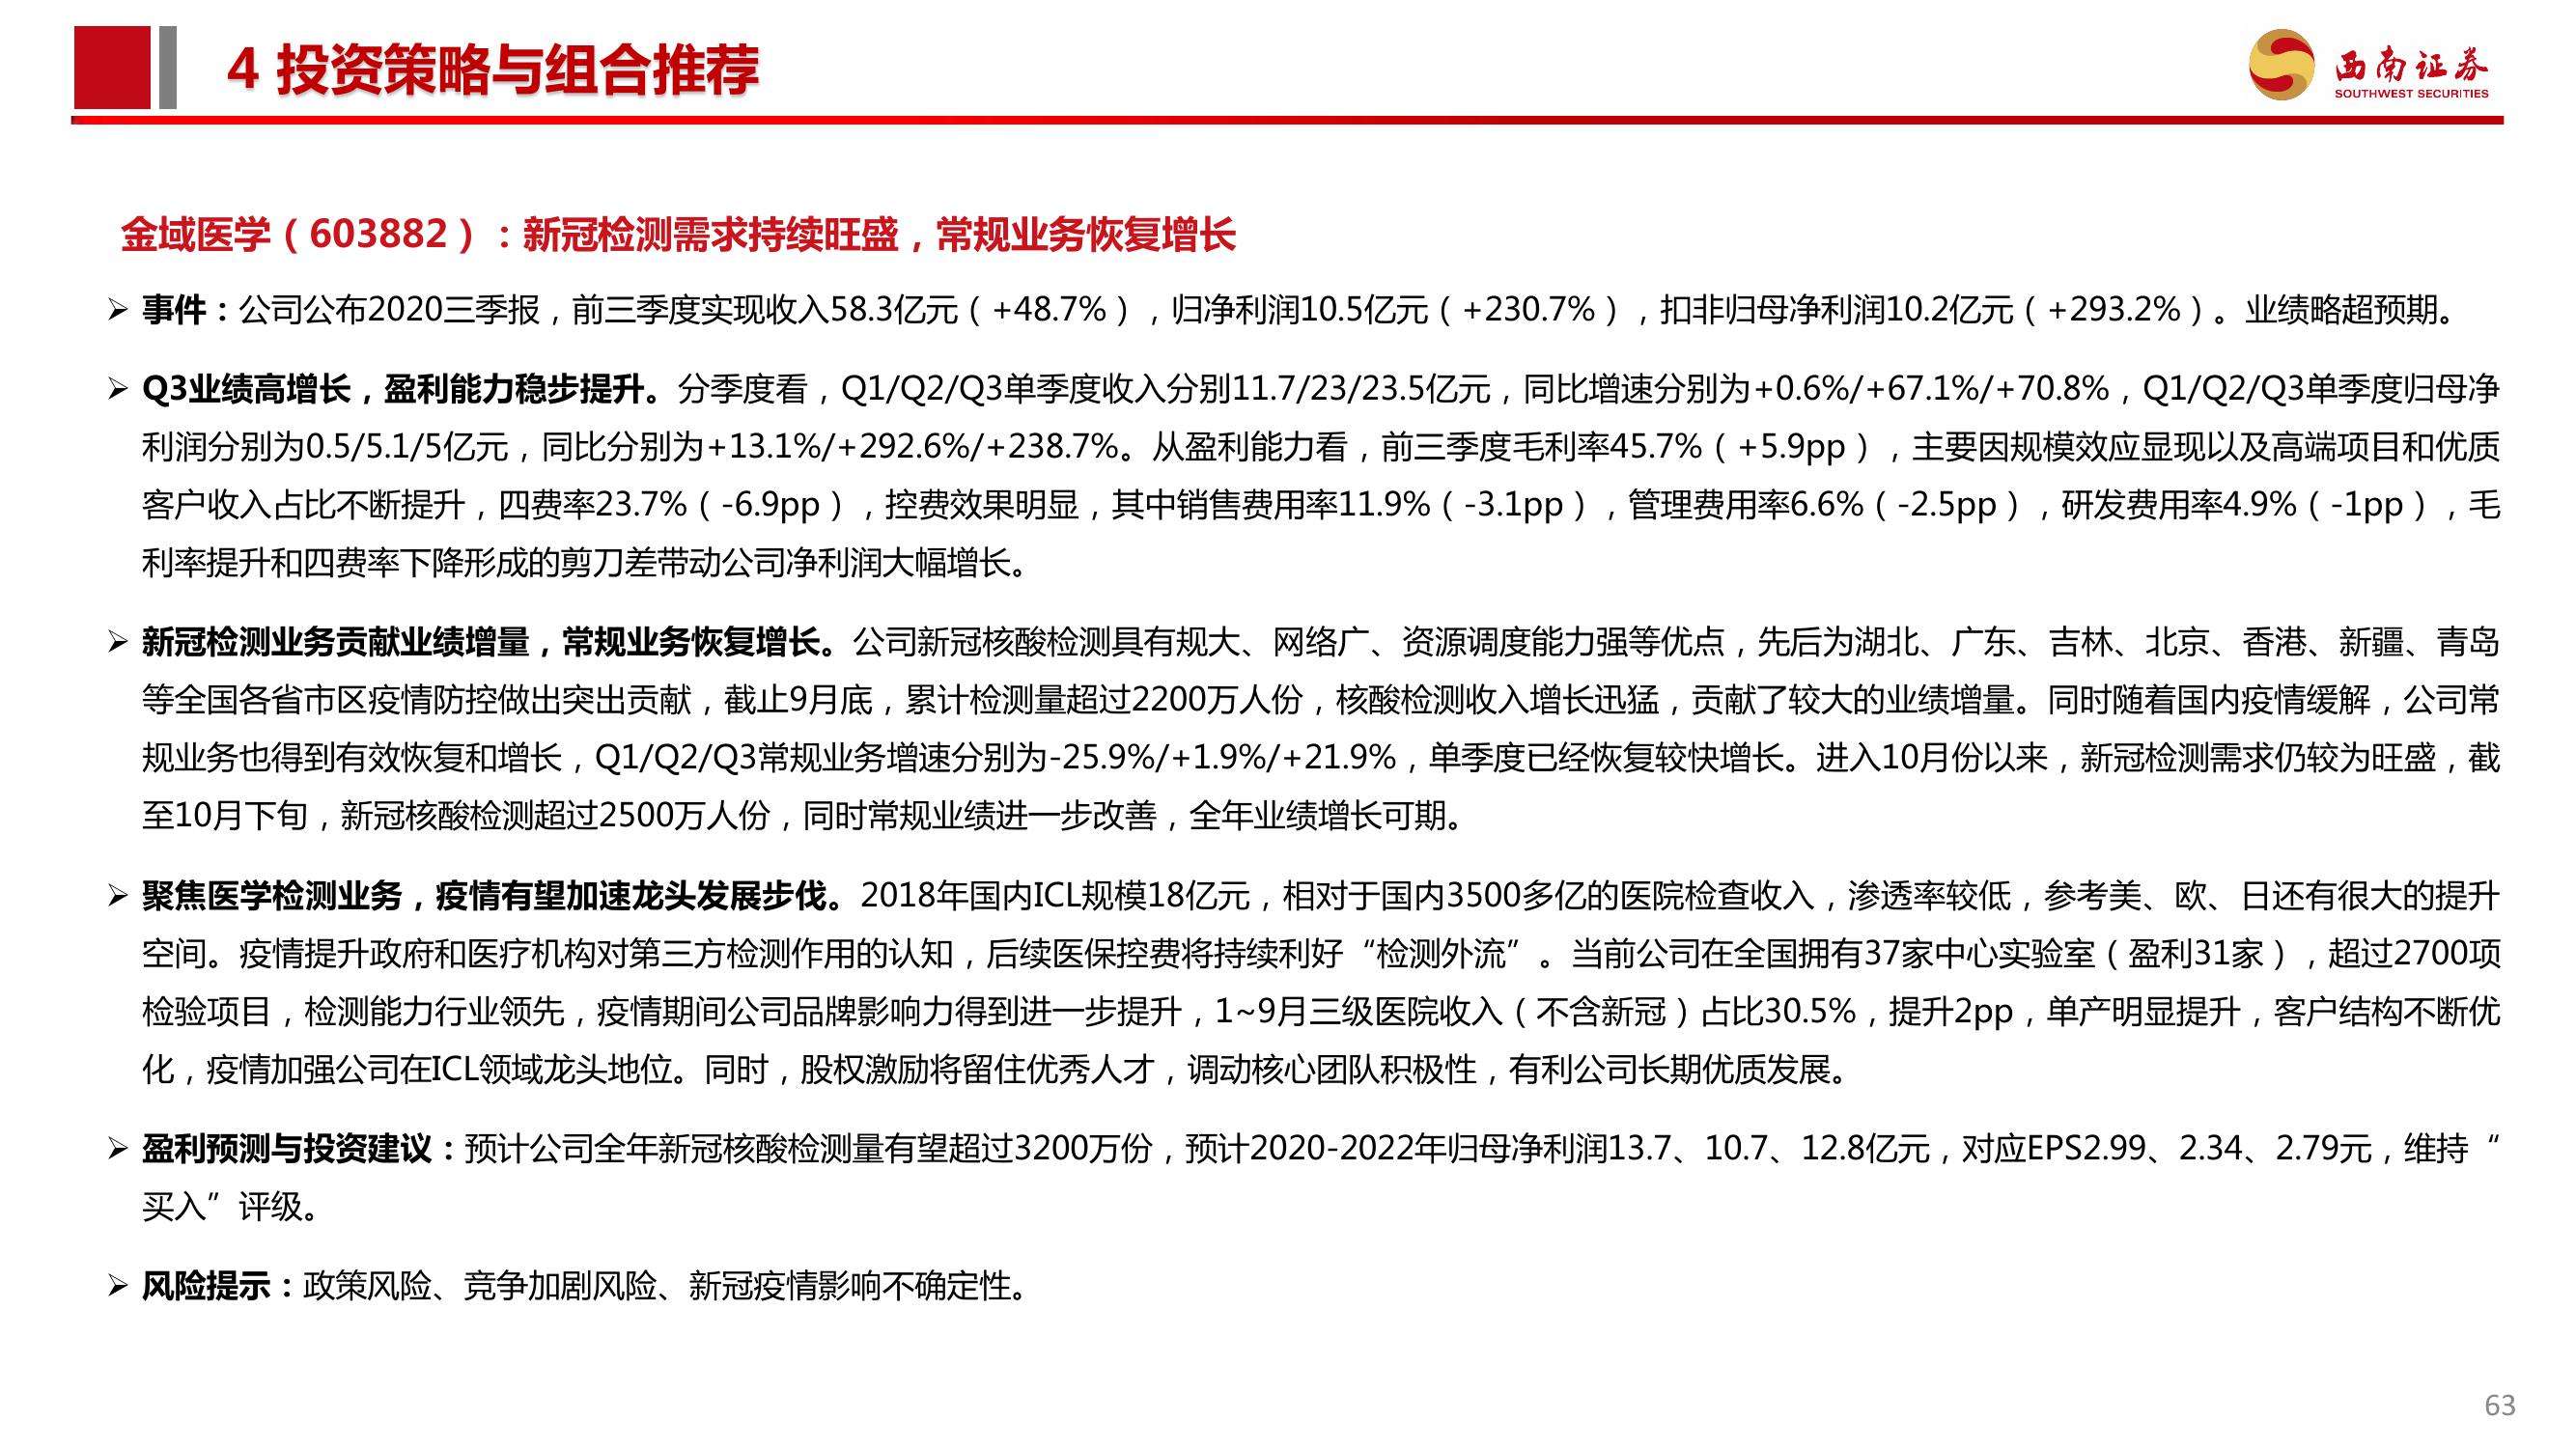 4 投资策略与组合推荐
西南证券
SOUTHWEST SECURITIES
金域医学（603882）：新冠检测需求持续旺盛，常规业务恢复增长
➢ 事件：公司公布2020三季报，前三季度实现收入58.3亿元（+48.7%），归净利润10.5亿元（+230.7%），扣非归母净利润10.2亿元（+293.2%）。业绩略超预期。
➢ Q3业绩高增长，盈利能力稳步提升。分季度看，Q1/Q2/Q3单季度收入分别11.7/23/23.5亿元，同比增速分别为+0.6%/+67.1%/+70.8%，Q1/Q2/Q3单季度归母净
利润分别为0.5/5.1/5亿元，同比分别为+13.1%/+292.6%/+238.7%。从盈利能力看，前三季度毛利率45.7%（+5.9pp），主要因规模效应显现以及高端项目和优质
客户收入占比不断提升，四费率23.7%（-6.9pp），控费效果明显，其中销售费用率11.9%（-3.1pp），管理费用率6.6%（-2.5pp），研发费用率4.9%（-1pp），毛
利率提升和四费率下降形成的剪刀差带动公司净利润大幅增长。
➢ 新冠检测业务贡献业绩增量，常规业务恢复增长。公司新冠核酸检测具有规大、网络广、资源调度能力强等优点，先后为湖北、广东、吉林、北京、香港、新疆、青岛
等全国各省市区疫情防控做出突出贡献，截止9月底，累计检测量超过2200万人份，核酸检测收入增长迅猛，贡献了较大的业绩增量。同时随着国内疫情缓解，公司常
规业务也得到有效恢复和增长，Q1/Q2/Q3常规业务增速分别为-25.9%/+1.9%/+21.9%，单季度已经恢复较快增长。进入10月份以来，新冠检测需求仍较为旺盛，截
至10月下旬，新冠核酸检测超过2500万人份，同时常规业绩进一步改善，全年业绩增长可期。
➢ 聚焦医学检测业务，疫情有望加速龙头发展步伐。2018年国内ICL规模18亿元，相对于国内3500多亿的医院检查收入，渗透率较低，参考美、欧、日还有很大的提升
空间。疫情提升政府和医疗机构对第三方检测作用的认知，后续医保控费将持续利好“检测外流”。当前公司在全国拥有37家中心实验室（盈利31家），超过2700项
检验项目，检测能力行业领先，疫情期间公司品牌影响力得到进一步提升，1~9月三级医院收入（不含新冠）占比30.5%，提升2pp，单产明显提升，客户结构不断优
化，疫情加强公司在ICL领域龙头地位。同时，股权激励将留住优秀人才，调动核心团队积极性，有利公司长期优质发展。
➢ 盈利预测与投资建议：预计公司全年新冠核酸检测量有望超过3200万份，预计2020-2022年归母净利润13.7、10.7、12.8亿元，对应EPS2.99、2.34、2.79元，维持“
买入”评级。
➢ 风险提示：政策风险、竞争加剧风险、新冠疫情影响不确定性。
63